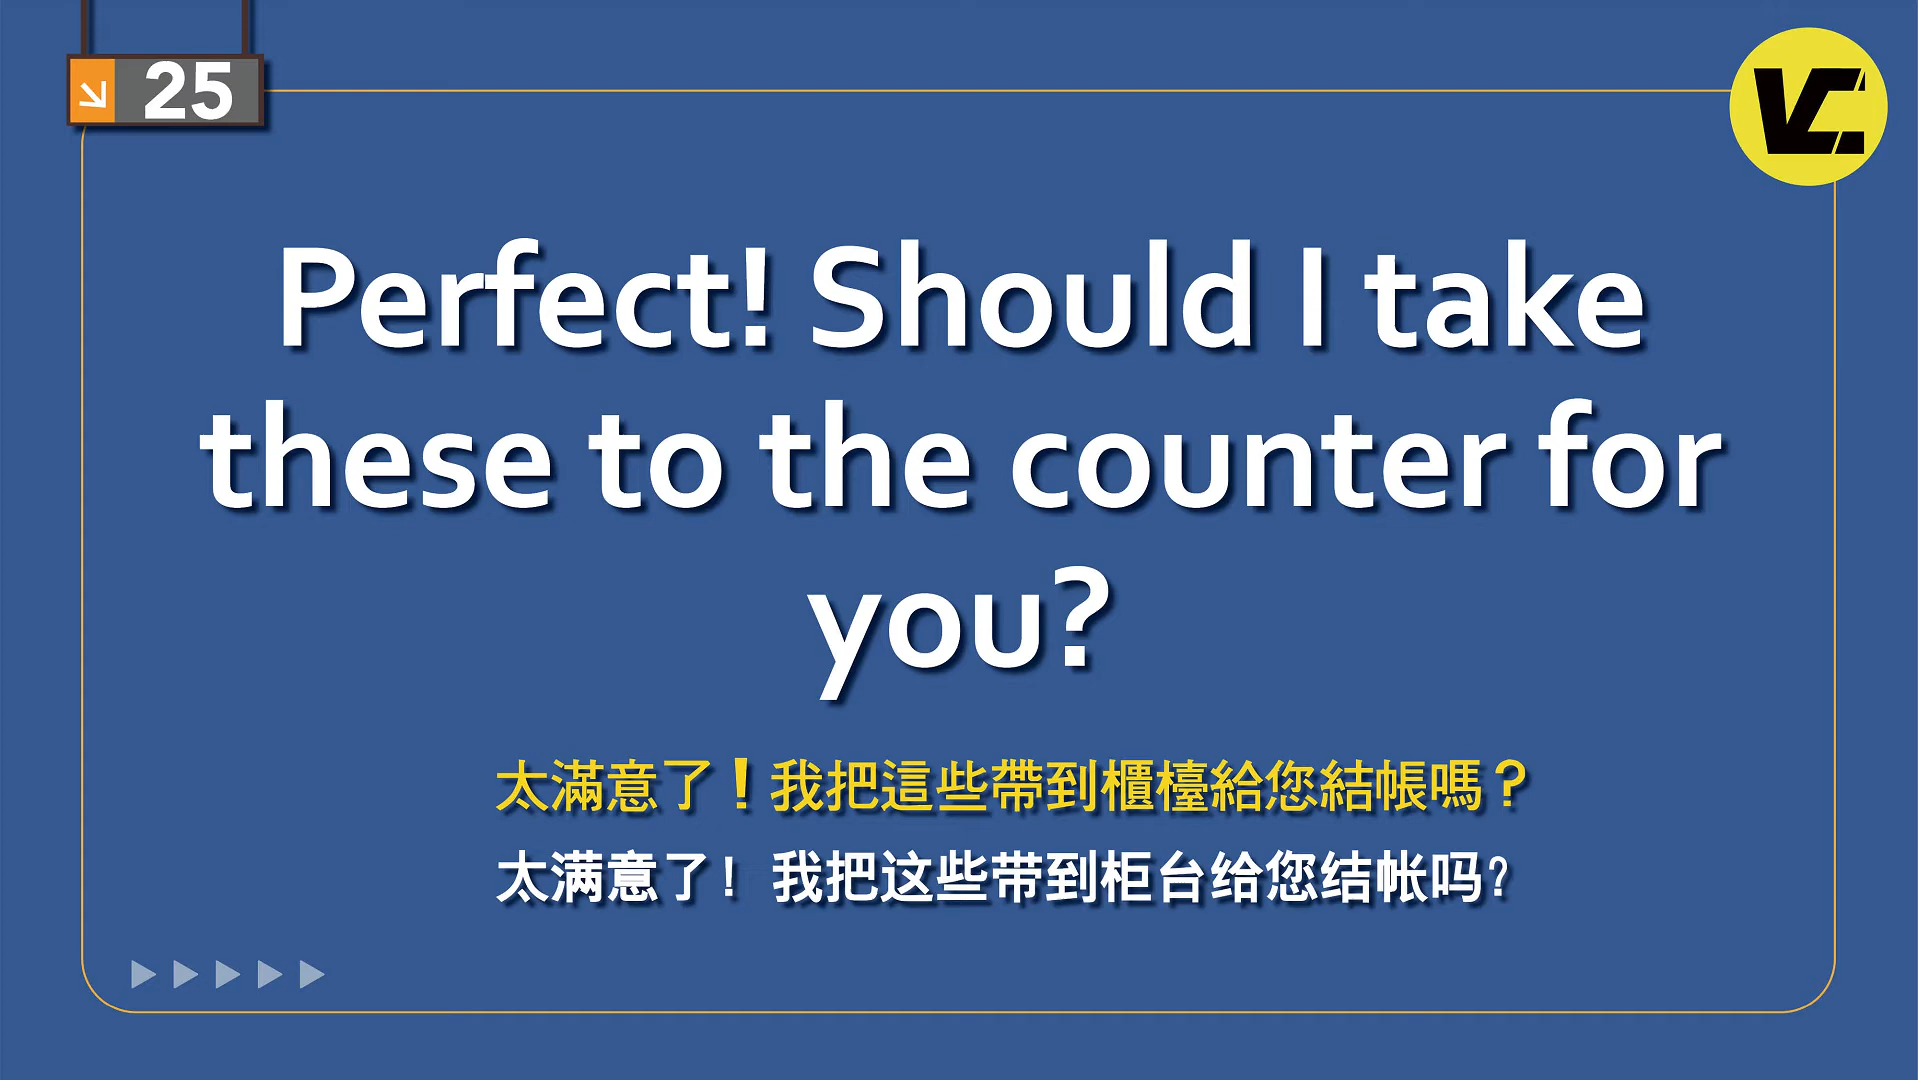 25
VC
Perfect! Should I take
these to the counter for
you?
太滿意了！我把這些帶到櫃檯給您結帳嗎？
太满意了！我把这些带到柜台给您结帐吗？